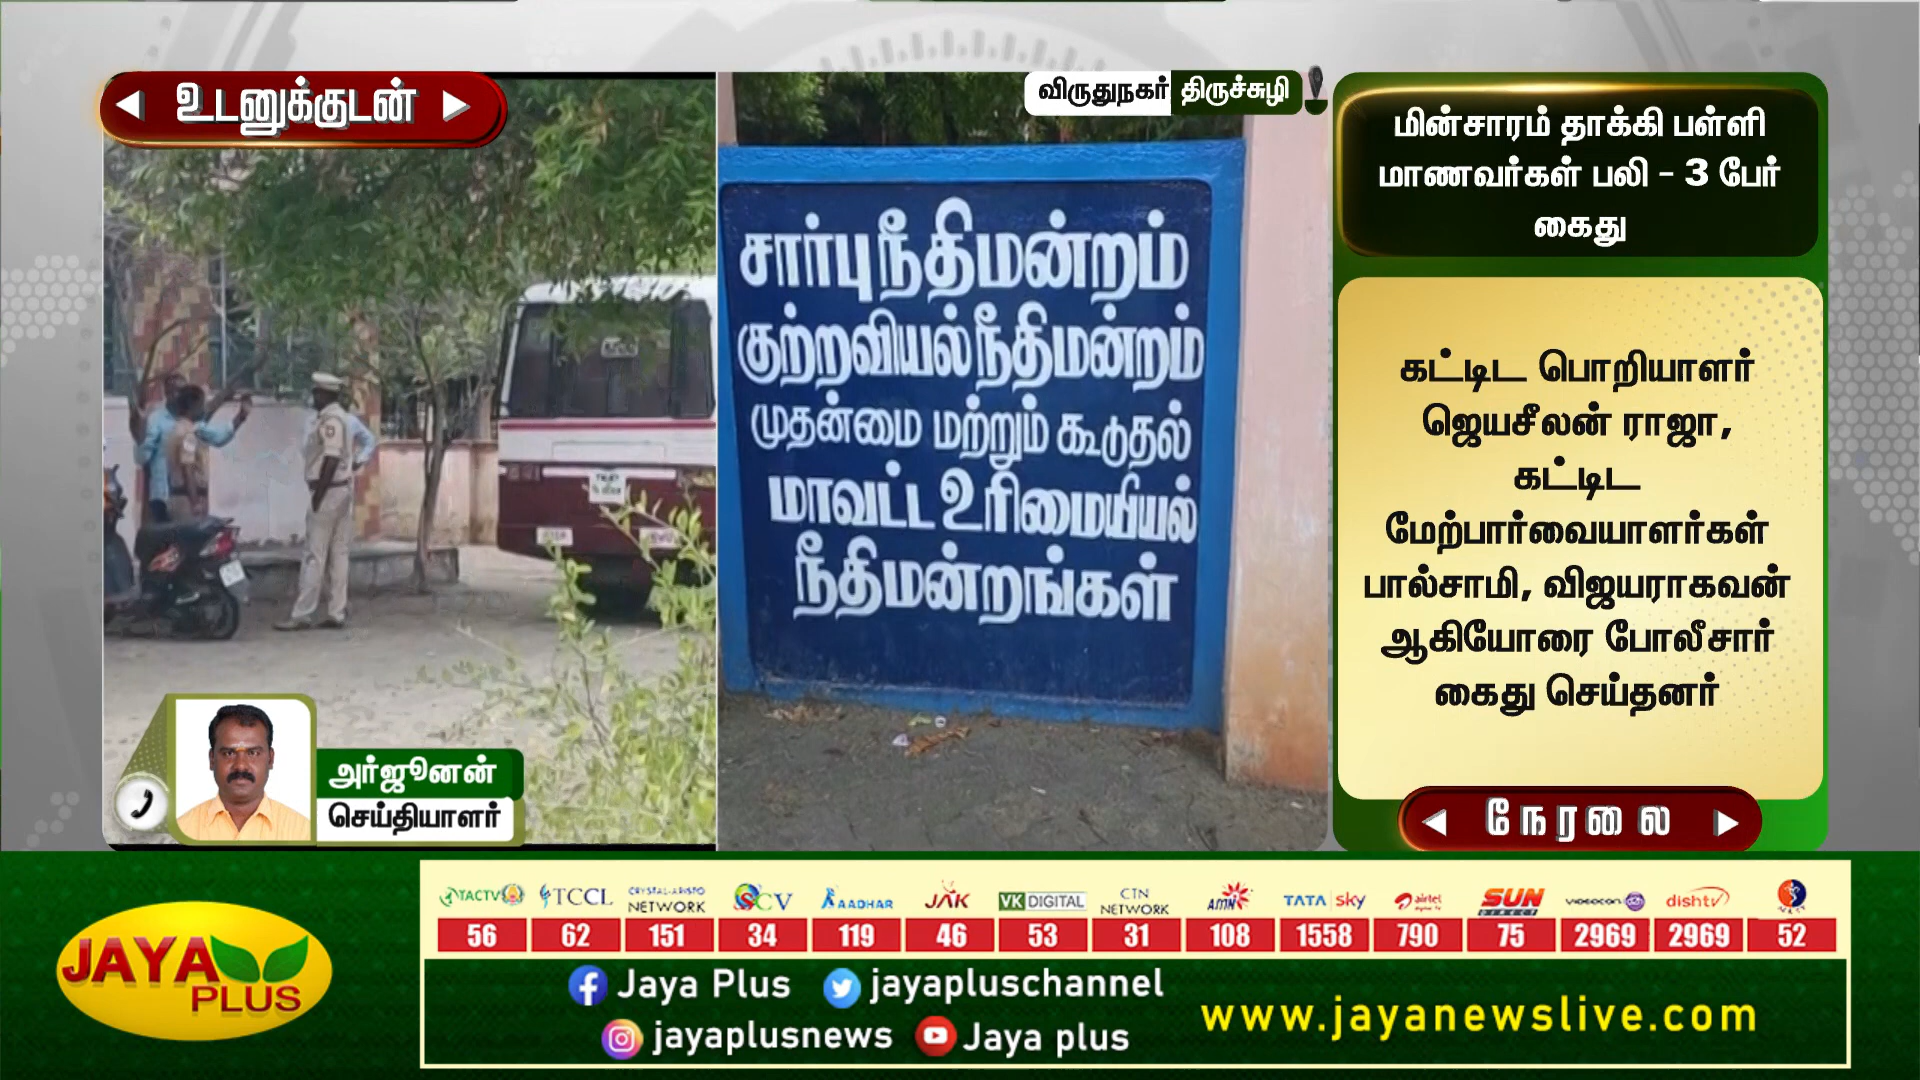 உடனுக்குடன்
விருதுநகர் திருச்சுழி
சார்புநீதிமன்றம்
குற்றவியல்நீதிமன்றம்
முதன்மை மற்றும் கூடுதல்
மாவட்ட உரிமையியல்
நீதிமன்றங்கள்
அர்ஜூனன்
செய்தியாளர்
மின்சாரம் தாக்கி பள்ளி
மாணவர்கள் பலி - 3 பேர்
கைது
கட்டிட பொறியாளர்
ஜெயசீலன் ராஜா,
கட்டிட
மேற்பார்வையாளர்கள்
பால்சாமி, விஜயராகவன்
ஆகியோரை போலீசார்
கைது செய்தனர்
நேரலை
JAYA
PLUS
TACTV TCCL CRYSTAL-ARISTO NETWORK SCV AADHAR JAK VK DIGITAL CTN NETWORK AMN TATA sky airtel digital TV SUN DIRECT VIDEOCON d2h dishtv
56 62 151 34 119 46 53 31 108 1558 790 75 2969 2969 52
Jaya Plus jayapluschannel
jayaplusnews Jaya plus
www.jayanewslive.com